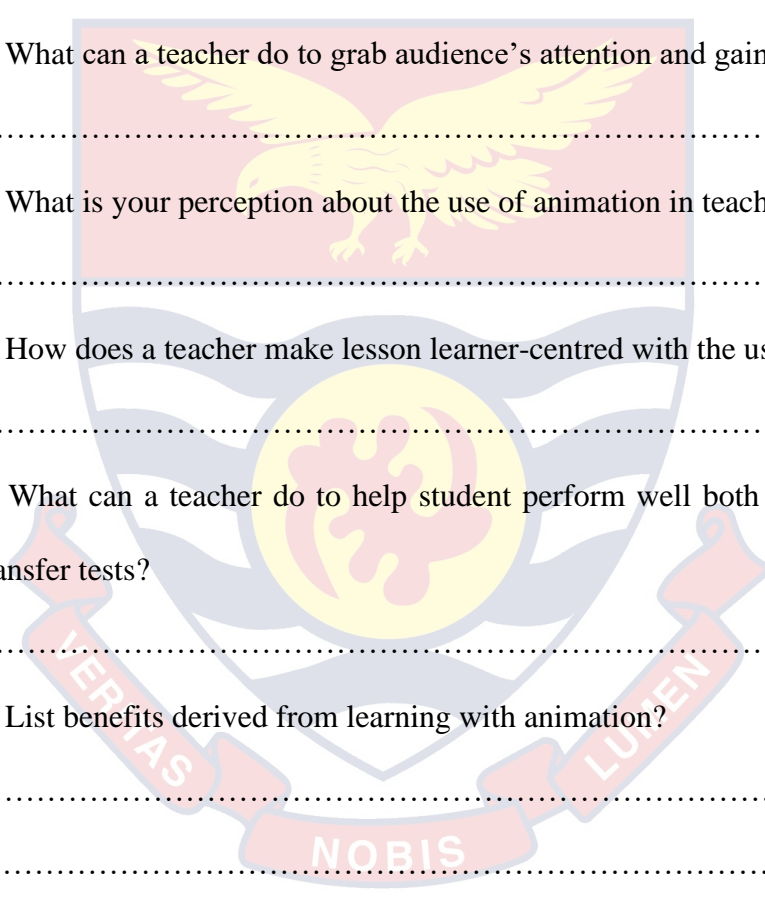 What can a teacher do to grab audience’s attention and gain
……………………………………………………………………
What is your perception about the use of animation in teach
……………………………………………………………………
How does a teacher make lesson learner-centred with the us
……………………………………………………………………
What can a teacher do to help student perform well both
ansfer tests?
……………………………………………………………………
List benefits derived from learning with animation?
……………………………………………………………………
……………………………………………………………………
VERITAS
NOBIS
LUMEN